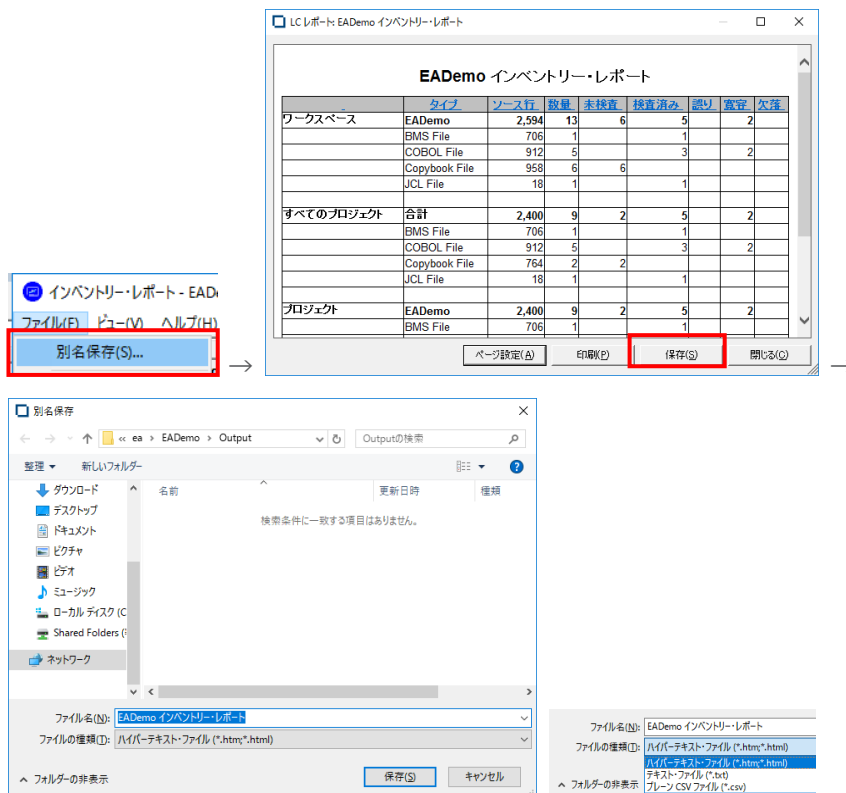 LC レポート: EADemo インベントリー・レポート
EADemo インベントリー・レポート
タイプ ソース行 数量 未検査 検査済み 誤り 寛容 欠落
ワークスペース EADemo 2,594 13 6 5 2
BMS File 706 1 1
COBOL File 912 5 3 2
Copybook File 958 6 6
JCL File 18 1 1
すべてのプロジェクト 合計 2,400 9 2 5 2
BMS File 706 1 1
COBOL File 912 5 3 2
Copybook File 764 2 2
JCL File 18 1 1
プロジェクト EADemo 2,400 9 2 5 2
BMS File 706 1 1
ページ設定(A) 印刷(P) 保存(S) 閉じる(C)
インベントリー・レポート - EAD
ファイル(F) ビュー(V) ヘルプ(H)
別名保存(S)...
→
別名保存
« ea > EADemo > Output Outputの検索
整理 新しいフォルダー
名前 更新日時 種類
検索条件に一致する項目はありません。
ダウンロード
デスクトップ
ドキュメント
ピクチャ
ビデオ
ミュージック
ローカル ディスク (C
Shared Folders (
ネットワーク
ファイル名(N): EADemo インベントリー・レポート
ファイルの種類(T): ハイパーテキスト・ファイル (*.htm;*.html)
フォルダーの非表示 保存(S) キャンセル
ファイル名(N): EADemo インベントリー・レポート
ファイルの種類(T): ハイパーテキスト・ファイル (*.htm;*.html)
ハイパーテキスト・ファイル (*.htm;*.html)
テキスト・ファイル (*.txt)
フォルダーの非表示 プレーン CSV ファイル (*.csv)